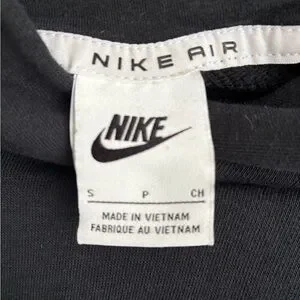 NIKE AIR
NIKE
S P CH
MADE IN VIETNAM
FABRIQUE AU VIETNAM